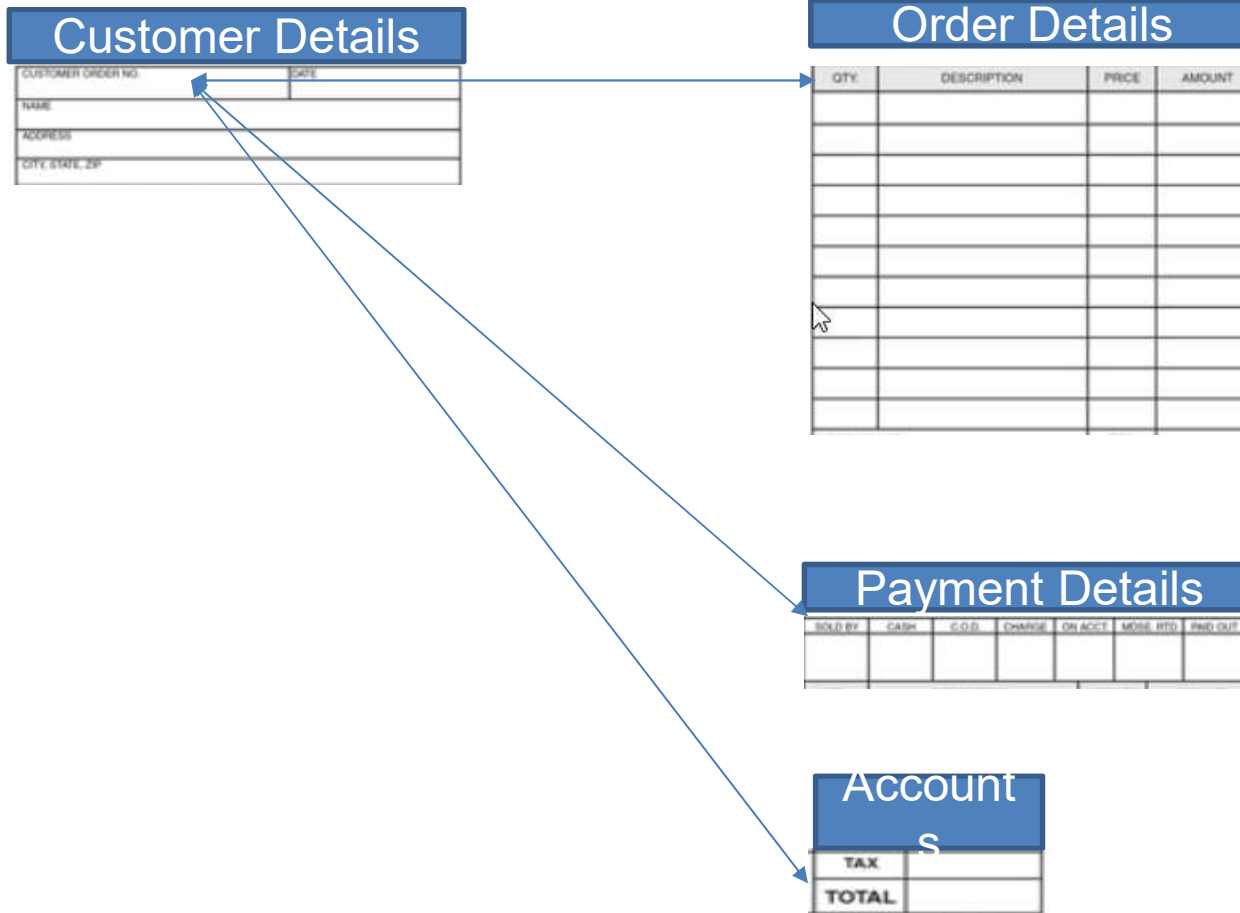 Customer Details
CUSTOMER ORDER NO. DATE
NAME
ADDRESS
CITY, STATE, ZIP
Order Details
QTY. DESCRIPTION PRICE AMOUNT
Payment Details
SOLD BY CASH C.O.D. CHARGE ON ACCT. MDSE. RTD PAID OUT
Account
s
TAX
TOTAL